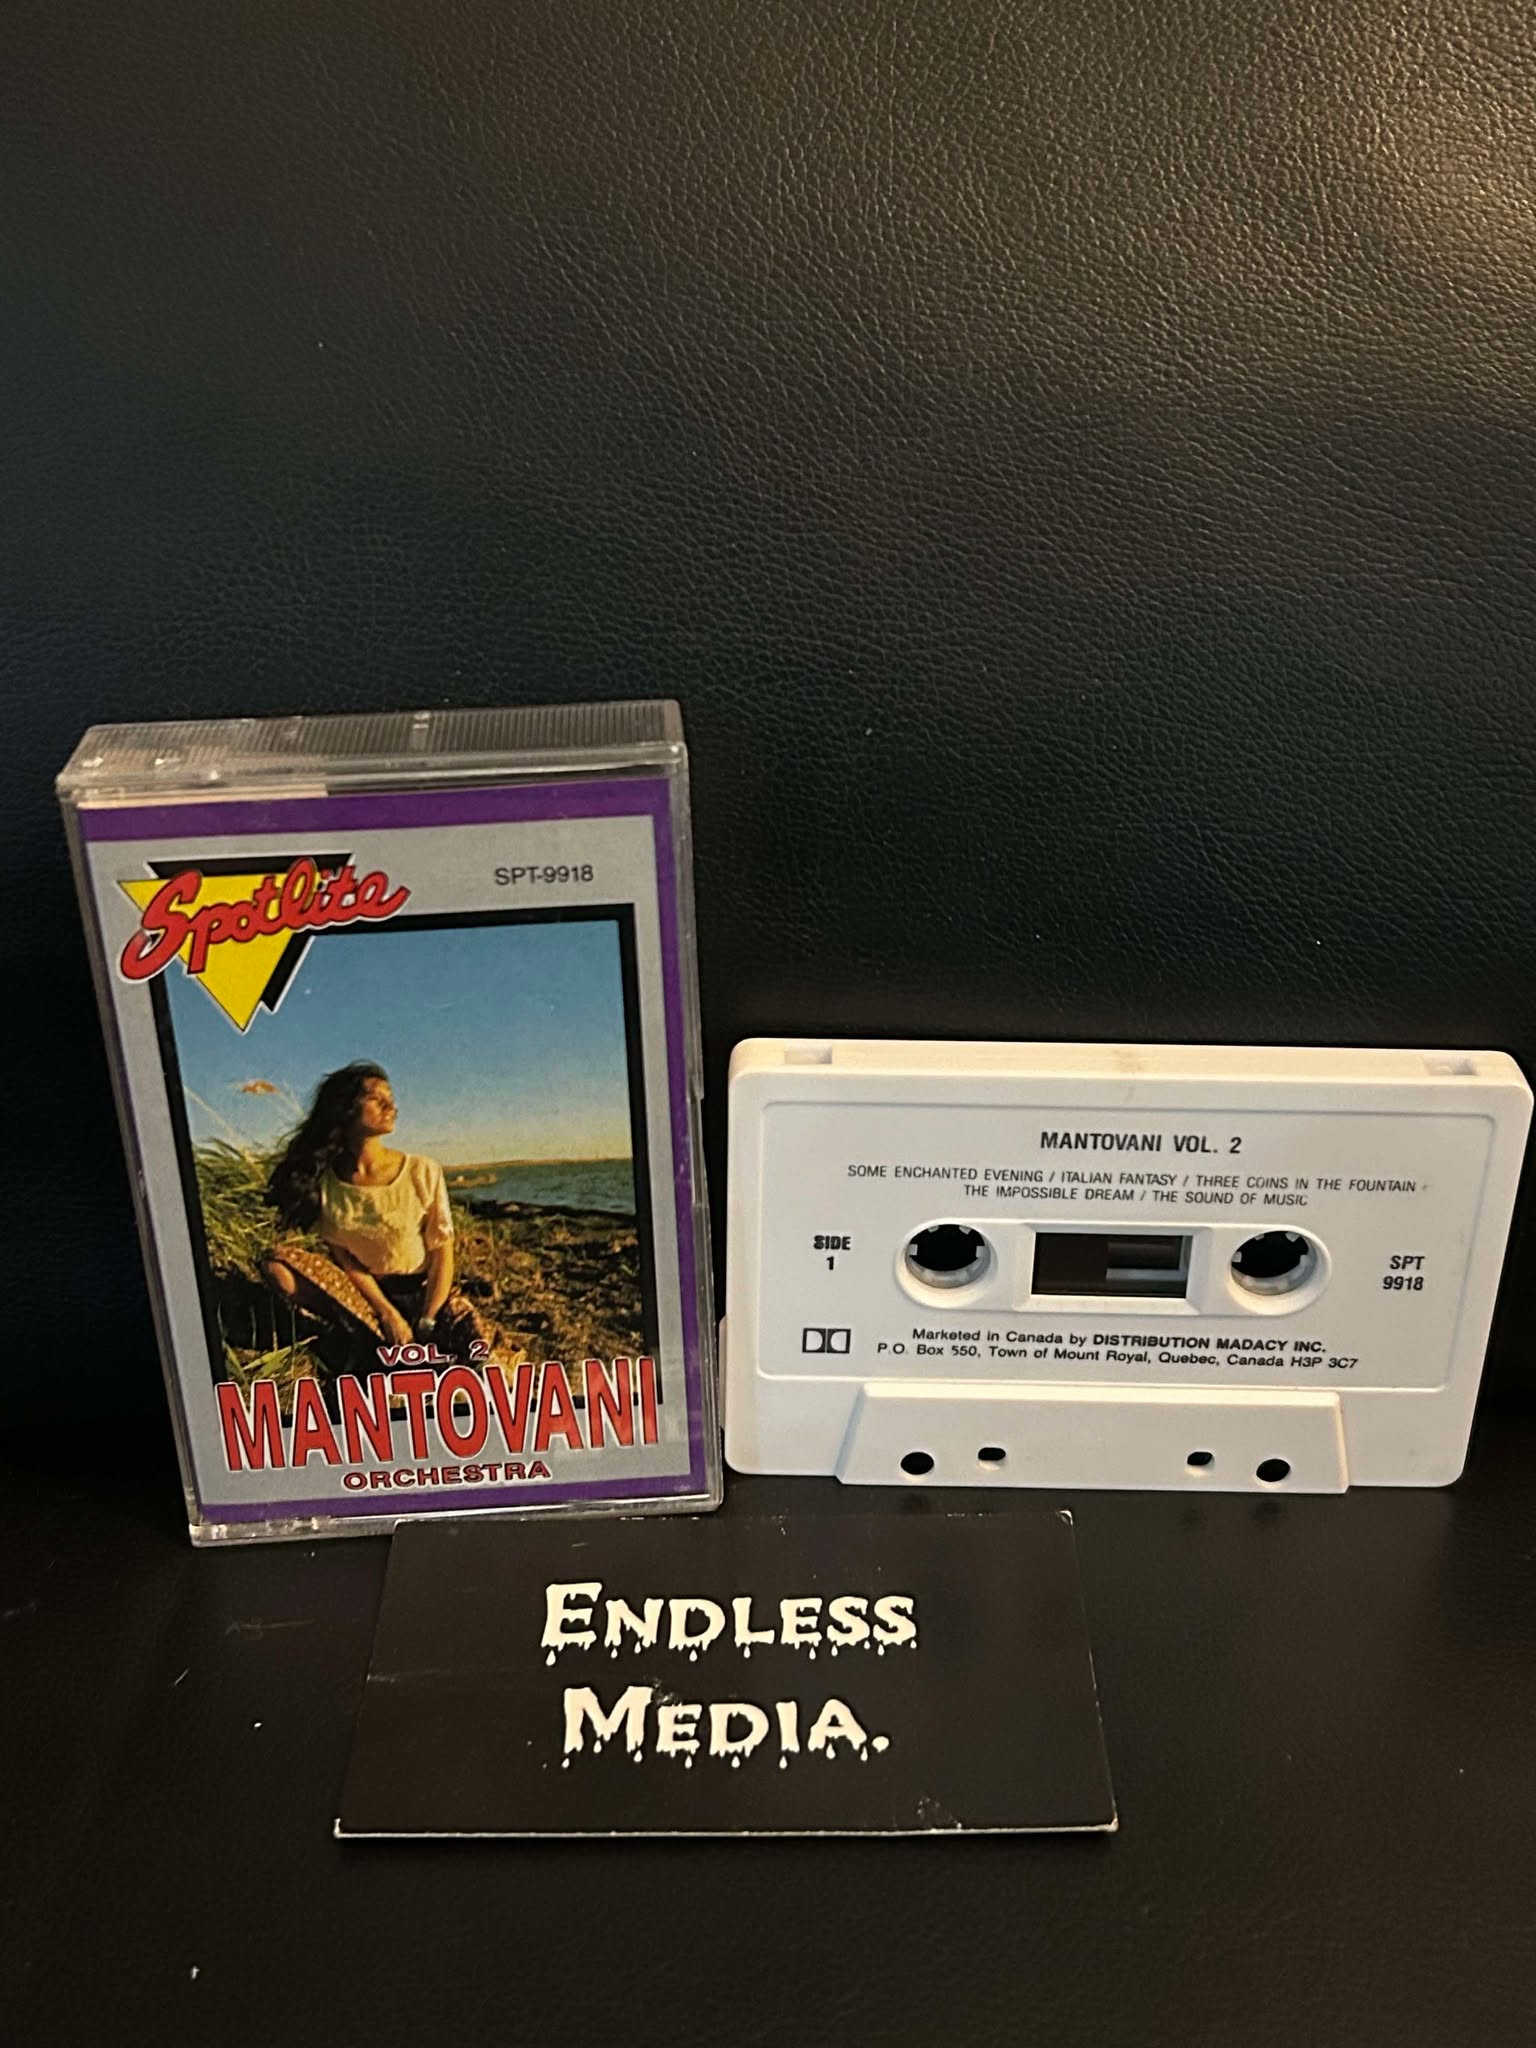 Spotlite
SPT-9918
VOL. 2
MANTOVANI
ORCHESTRA
MANTOVANI VOL. 2
SOME ENCHANTED EVENING / ITALIAN FANTASY / THREE COINS IN THE FOUNTAIN
THE IMPOSSIBLE DREAM / THE SOUND OF MUSIC
SIDE
1
SPT
9918
Marketed in Canada by DISTRIBUTION MADACY INC.
P.O. Box 550, Town of Mount Royal, Quebec, Canada H3P 3C7
ENDLESS
MEDIA.